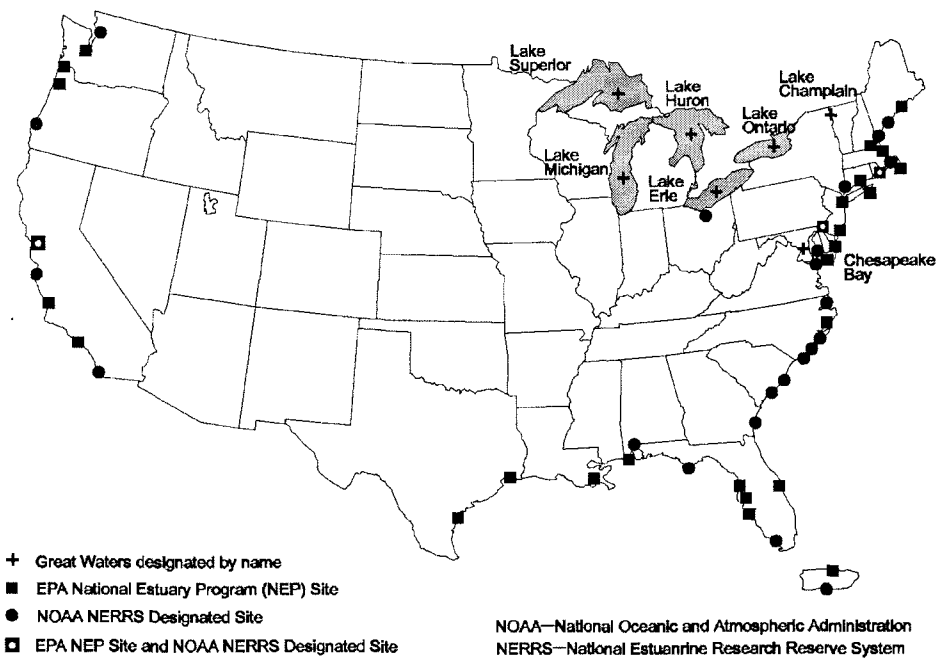 Lake
Superior
Lake
Huron
Lake
Champlain
Lake
Ontario
Lake
Michigan
Lake
Erie
Chesapeake
Bay
+ Great Waters designated by name
EPA National Estuary Program (NEP) Site
NOAA NERRS Designated Site
EPA NEP Site and NOAA NERRS Designated Site
NOAA—National Oceanic and Atmospheric Administration
NERRS—National Estuanrine Research Reserve System